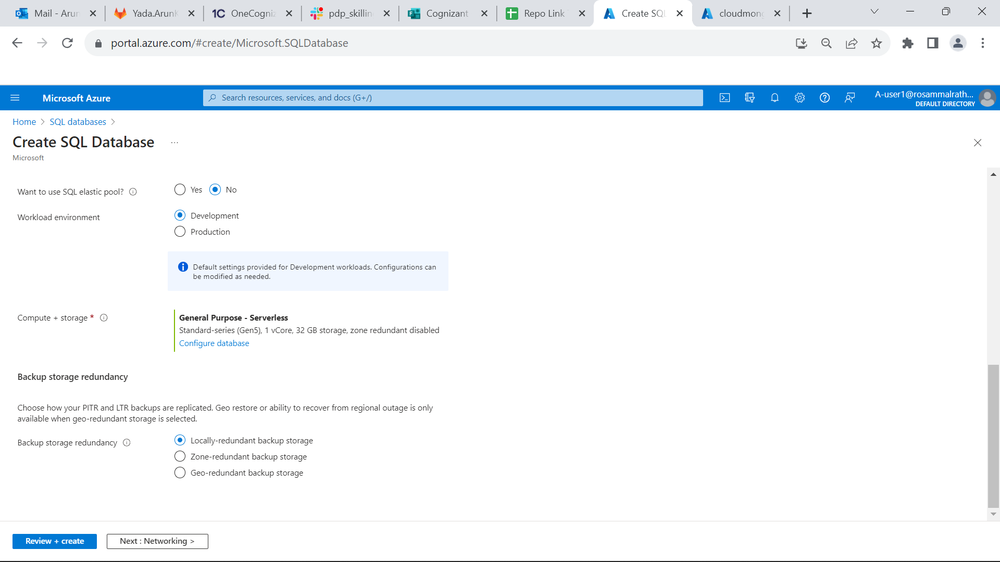 Mail - Arun
Yada.ArunK
1C OneCogniz
pdp_skillin
Cognizant
Repo Link
Create SQL
cloudmong
portal.azure.com/#create/Microsoft.SQLDatabase
Microsoft Azure
Search resources, services, and docs (G+/)
A-user1@rosammalrath...
DEFAULT DIRECTORY
Home > SQL databases >
Create SQL Database ...
Microsoft
Want to use SQL elastic pool? Yes No
Workload environment
Development
Production
Default settings provided for Development workloads. Configurations can
be modified as needed.
Compute + storage *
General Purpose - Serverless
Standard-series (Gen5), 1 vCore, 32 GB storage, zone redundant disabled
Configure database
Backup storage redundancy
Choose how your PITR and LTR backups are replicated. Geo restore or ability to recover from regional outage is only
available when geo-redundant storage is selected.
Backup storage redundancy
Locally-redundant backup storage
Zone-redundant backup storage
Geo-redundant backup storage
Review + create
Next : Networking >